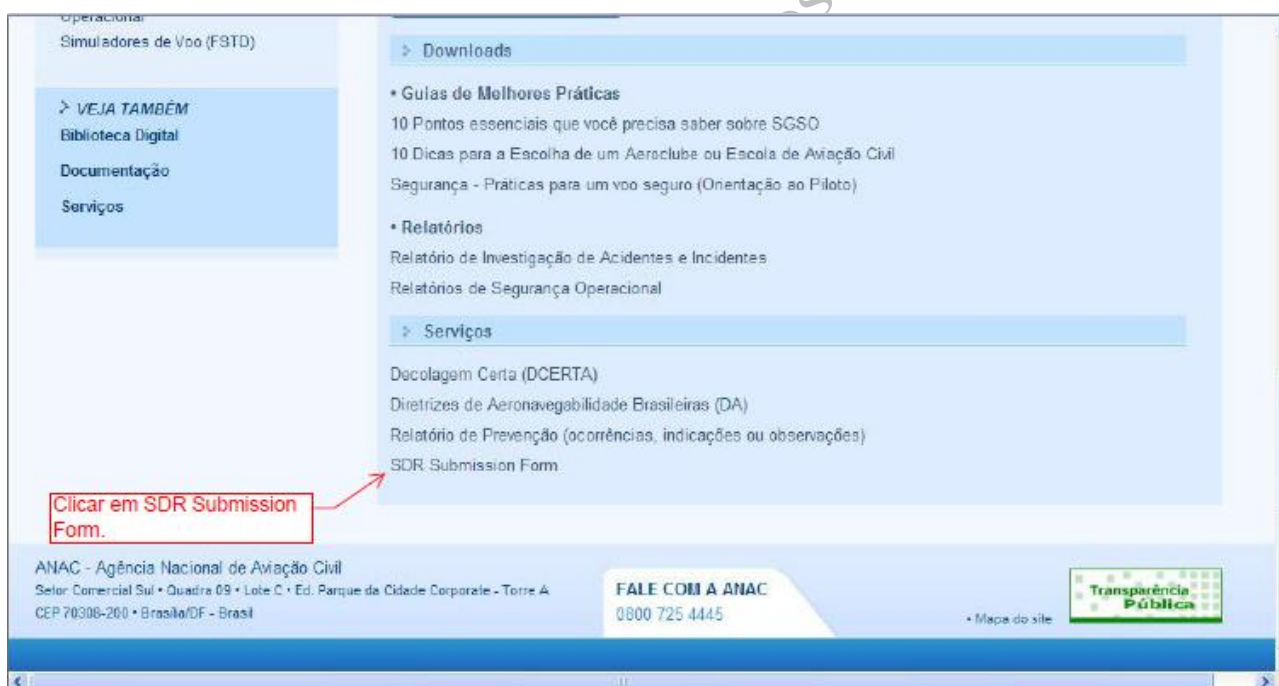 Operacional
Simuladores de Voo (FSTD)
VEJA TAMBÉM
Biblioteca Digital
Documentação
Serviços
Downloads
• Guias de Melhores Práticas
10 Pontos essenciais que você precisa saber sobre SGSO
10 Dicas para a Escolha de um Aeroclube ou Escola de Aviação Civil
Segurança - Práticas para um voo seguro (Orientação ao Piloto)
• Relatórios
Relatório de Investigação de Acidentes e Incidentes
Relatórios de Segurança Operacional
Serviços
Decolagem Certa (DCERTA)
Diretrizes de Aeronavegabilidade Brasileiras (DA)
Relatório de Prevenção (ocorrências, indicações ou observações)
SDR Submission Form
Clicar em SDR Submission
Form.
ANAC - Agência Nacional de Aviação Civil
Setor Comercial Sul • Quadra 09 • Lote C • Ed. Parque da Cidade Corporate - Torre A
CEP 70308-200 • Brasília/DF - Brasil
FALE COM A ANAC
0800 725 4445
• Mapa do site
Transparência
Pública